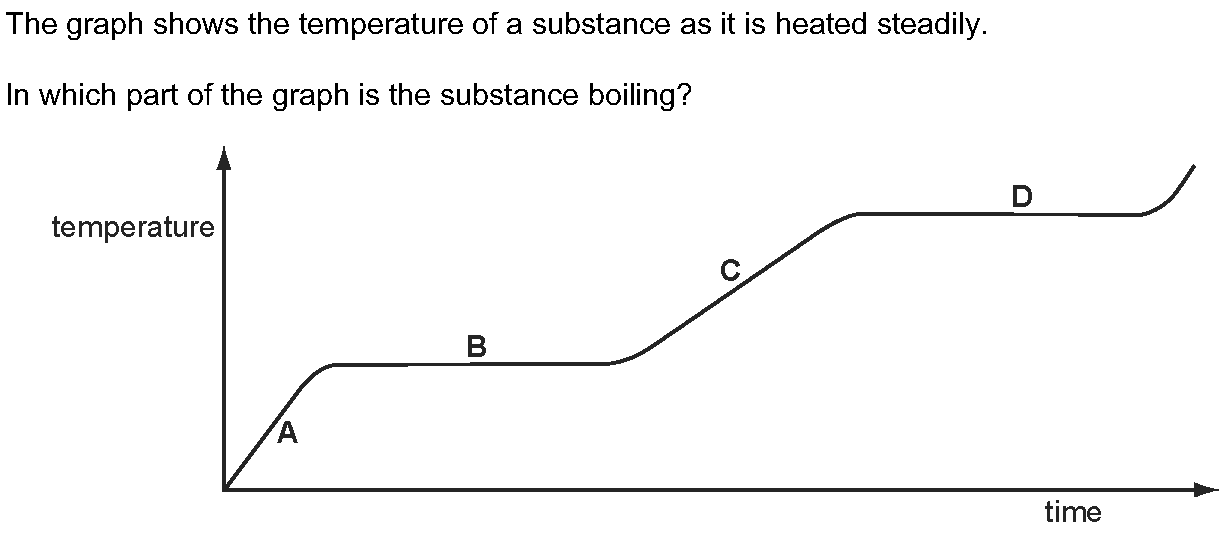 The graph shows the temperature of a substance as it is heated steadily.
In which part of the graph is the substance boiling?
D
temperature
C
B
A
time